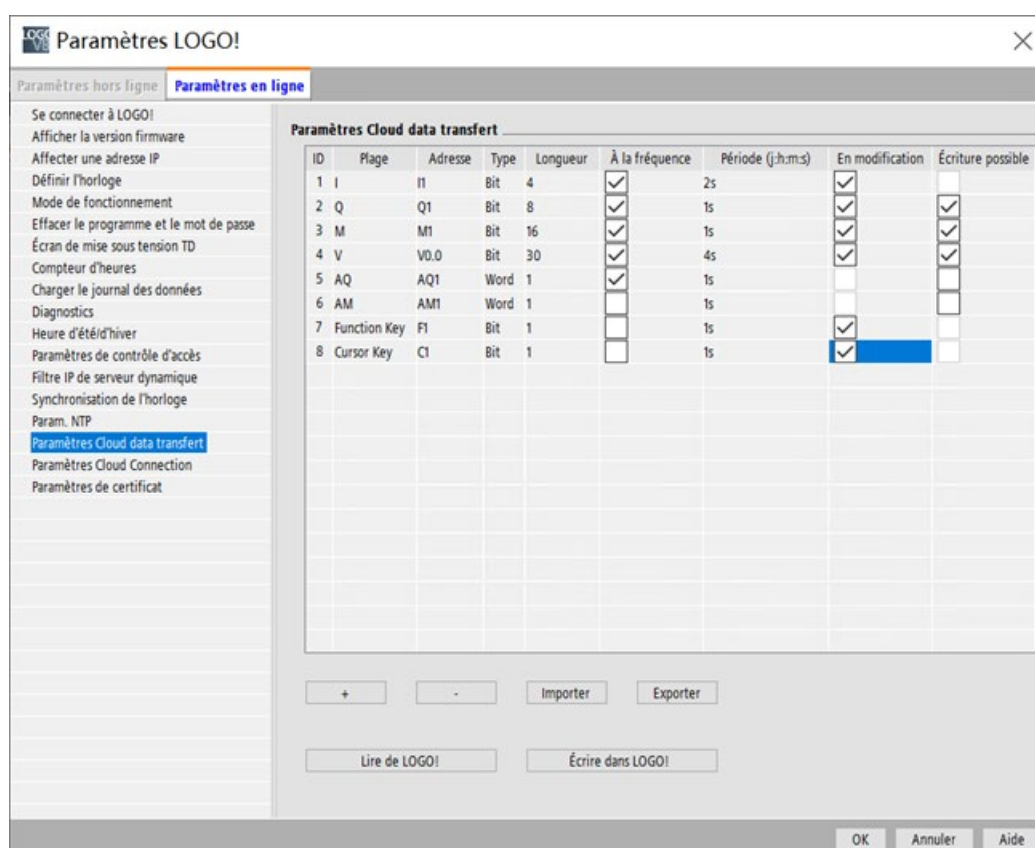 LOGO V8 Paramètres LOGO!
Paramètres hors ligne Paramètres en ligne
Se connecter à LOGO!
Afficher la version firmware
Affecter une adresse IP
Définir l'horloge
Mode de fonctionnement
Effacer le programme et le mot de passe
Écran de mise sous tension TD
Compteur d'heures
Charger le journal des données
Diagnostics
Heure d'été/d'hiver
Paramètres de contrôle d'accès
Filtre IP de serveur dynamique
Synchronisation de l'horloge
Param. NTP
Paramètres Cloud data transfert
Paramètres Cloud Connection
Paramètres de certificat
Paramètres Cloud data transfert
ID Plage Adresse Type Longueur À la fréquence Période (j:h:m:s) En modification Écriture possible
1 I I1 Bit 4 2s
2 Q Q1 Bit 8 1s
3 M M1 Bit 16 1s
4 V V0.0 Bit 30 4s
5 AQ AQ1 Word 1 1s
6 AM AM1 Word 1 1s
7 Function Key F1 Bit 1 1s
8 Cursor Key C1 Bit 1 1s
+ - Importer Exporter
Lire de LOGO! Écrire dans LOGO!
OK Annuler Aide